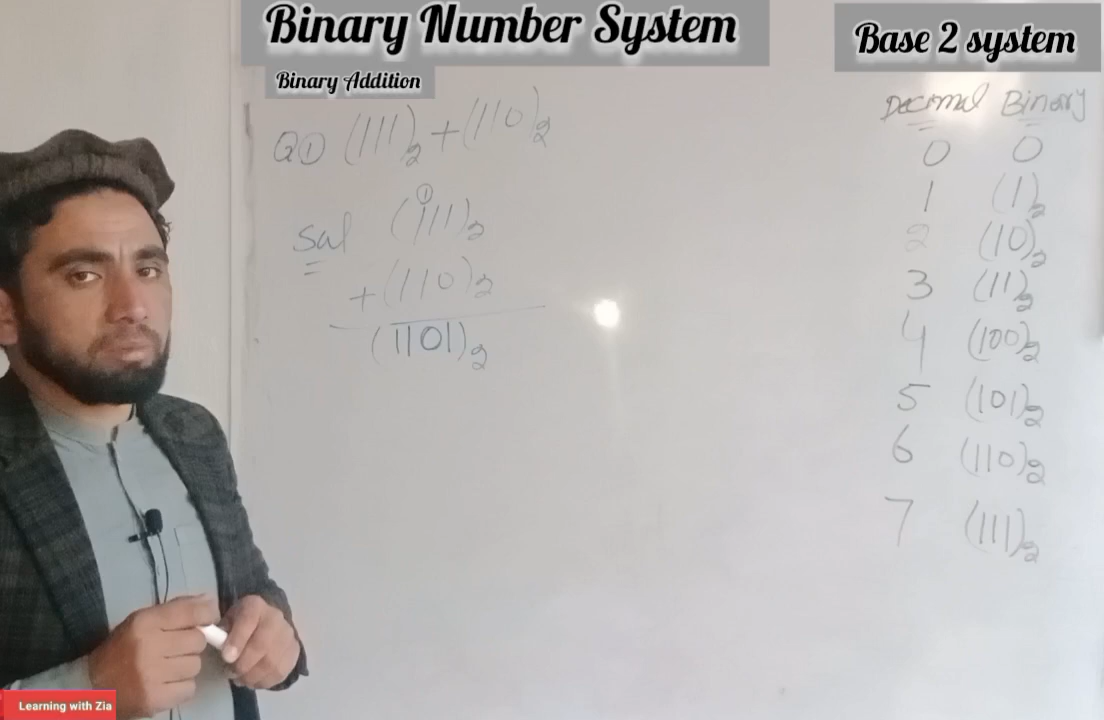 Binary Number System
Base 2 system
Binary Addition
Q① (111)₂ + (110)₂
Sol (111)₂
①
+ (110)₂
(1101)₂
Decimal Binary
0 0
1 (1)₂
2 (10)₂
3 (11)₂
4 (100)₂
5 (101)₂
6 (110)₂
7 (111)₂
Learning with Zia